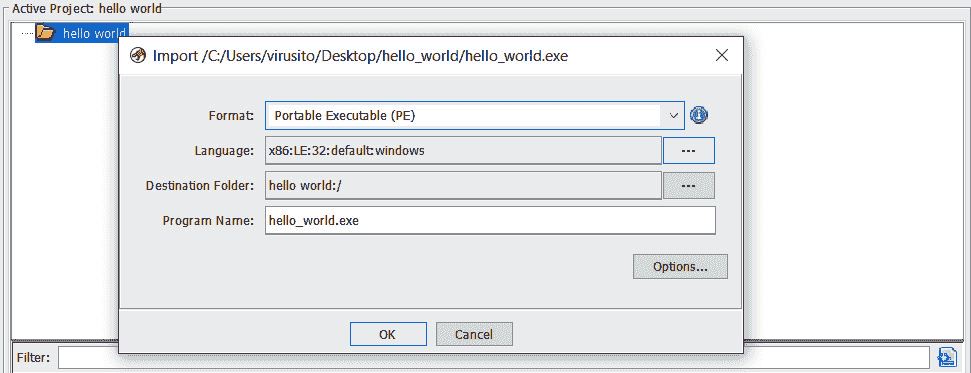 Active Project: hello world
hello world
Import /C:/Users/virusito/Desktop/hello_world/hello_world.exe
Format: Portable Executable (PE)
Language: x86:LE:32:default:windows ...
Destination Folder: hello world:/ ...
Program Name: hello_world.exe
Options...
OK Cancel
Filter: